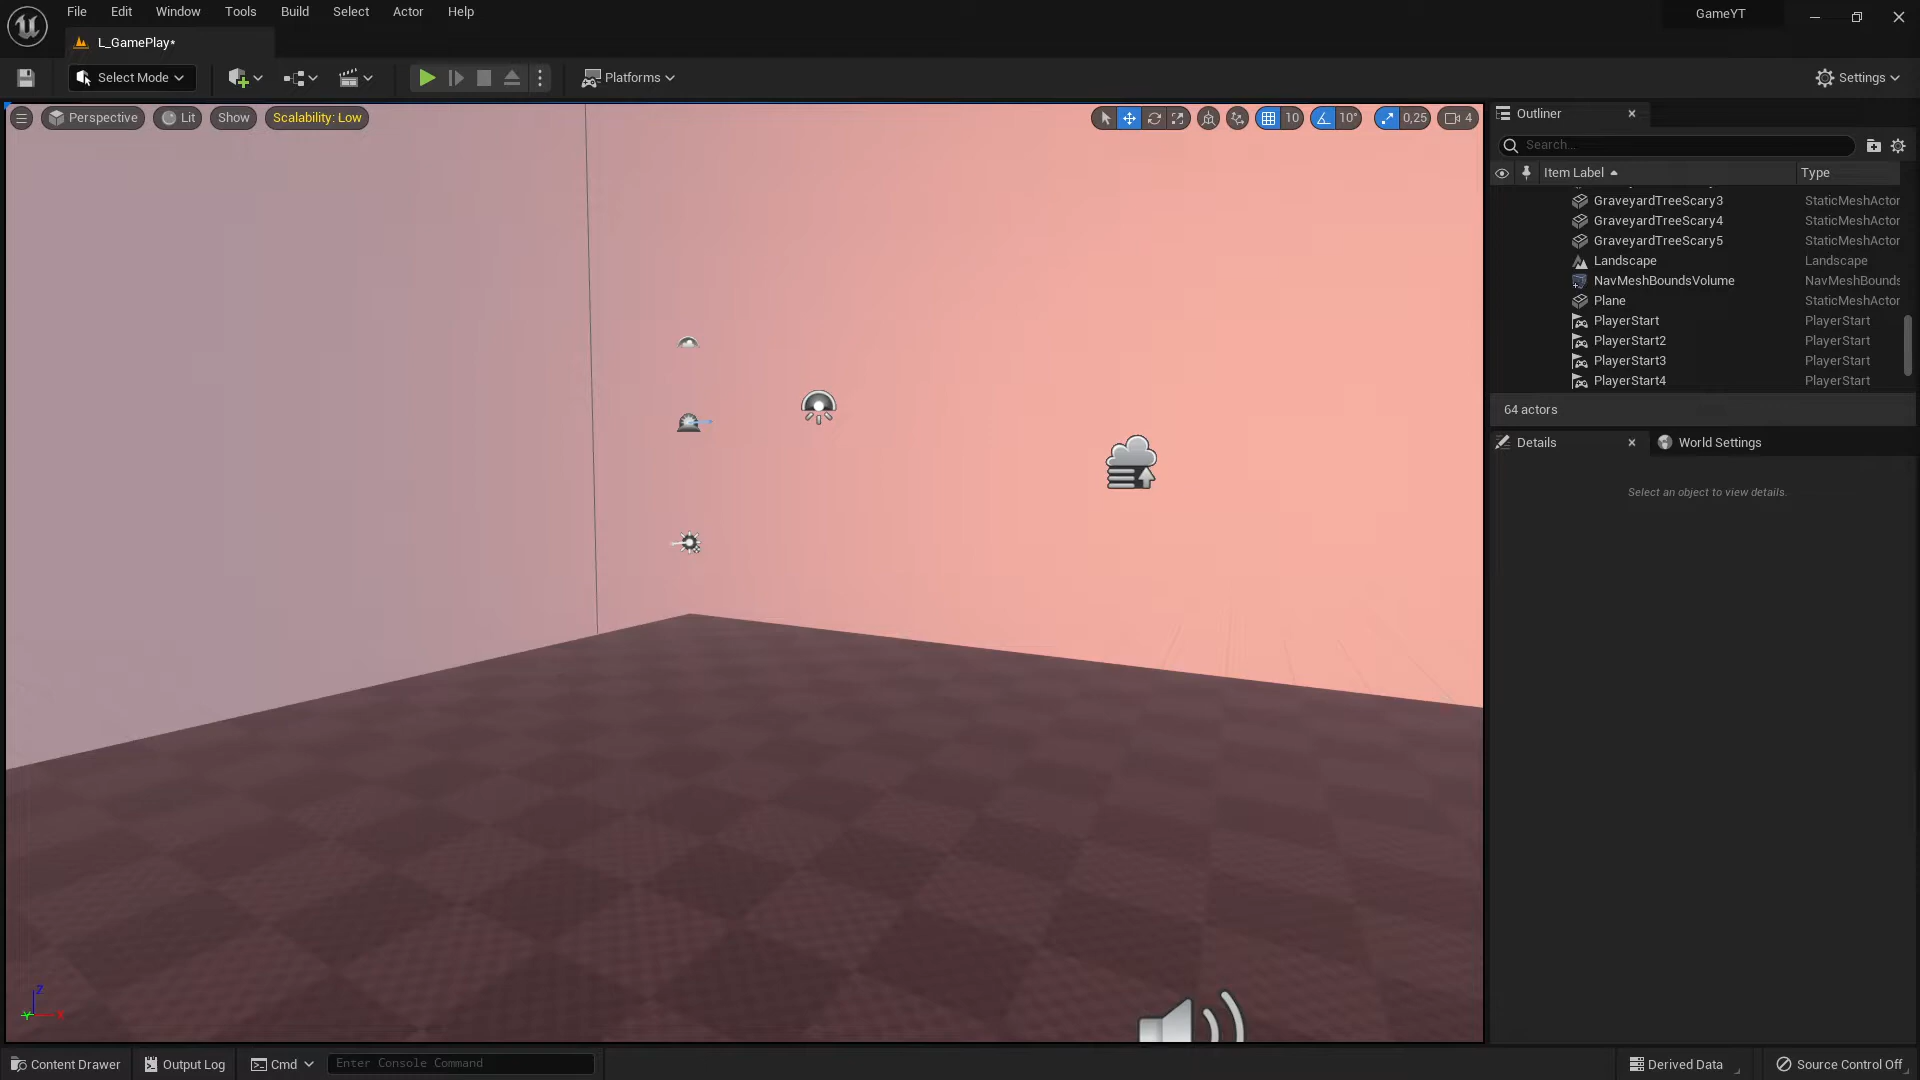 File Edit Window Tools Build Select Actor Help
GameYT
L_GamePlay*
Select Mode
Platforms
Settings
Perspective Lit Show Scalability: Low
10 10° 0,25 4
Outliner
Search...
Item Label Type
GraveyardTreeScary3 StaticMeshActor
GraveyardTreeScary4 StaticMeshActor
GraveyardTreeScary5 StaticMeshActor
Landscape Landscape
NavMeshBoundsVolume NavMeshBounds
Plane StaticMeshActor
PlayerStart PlayerStart
PlayerStart2 PlayerStart
PlayerStart3 PlayerStart
PlayerStart4 PlayerStart
64 actors
Details World Settings
Select an object to view details.
Z
Y X
Content Drawer Output Log Cmd Enter Console Command Derived Data Source Control Off